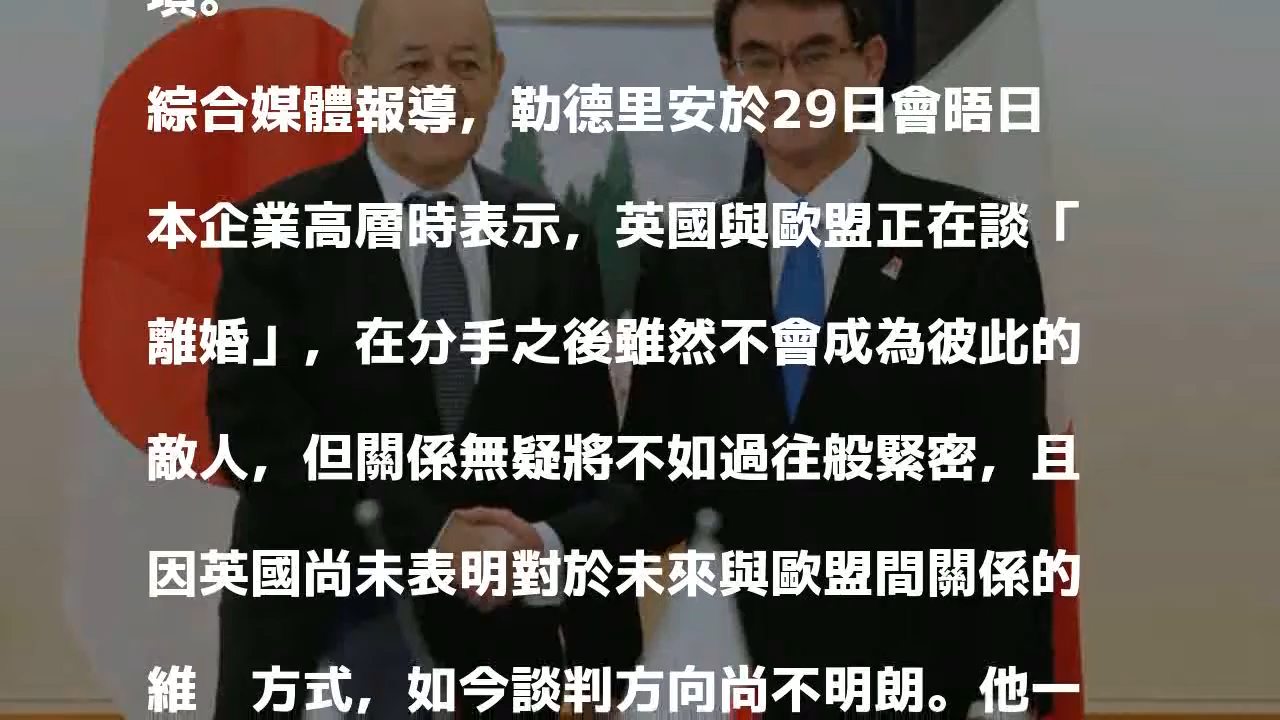 項。
綜合媒體報導，勒德里安於29日會晤日
本企業高層時表示，英國與歐盟正在談「
離婚」，在分手之後雖然不會成為彼此的
敵人，但關係無疑將不如過往般緊密，且
因英國尚未表明對於未來與歐盟間關係的
維　方式，如今談判方向尚不明朗。他一